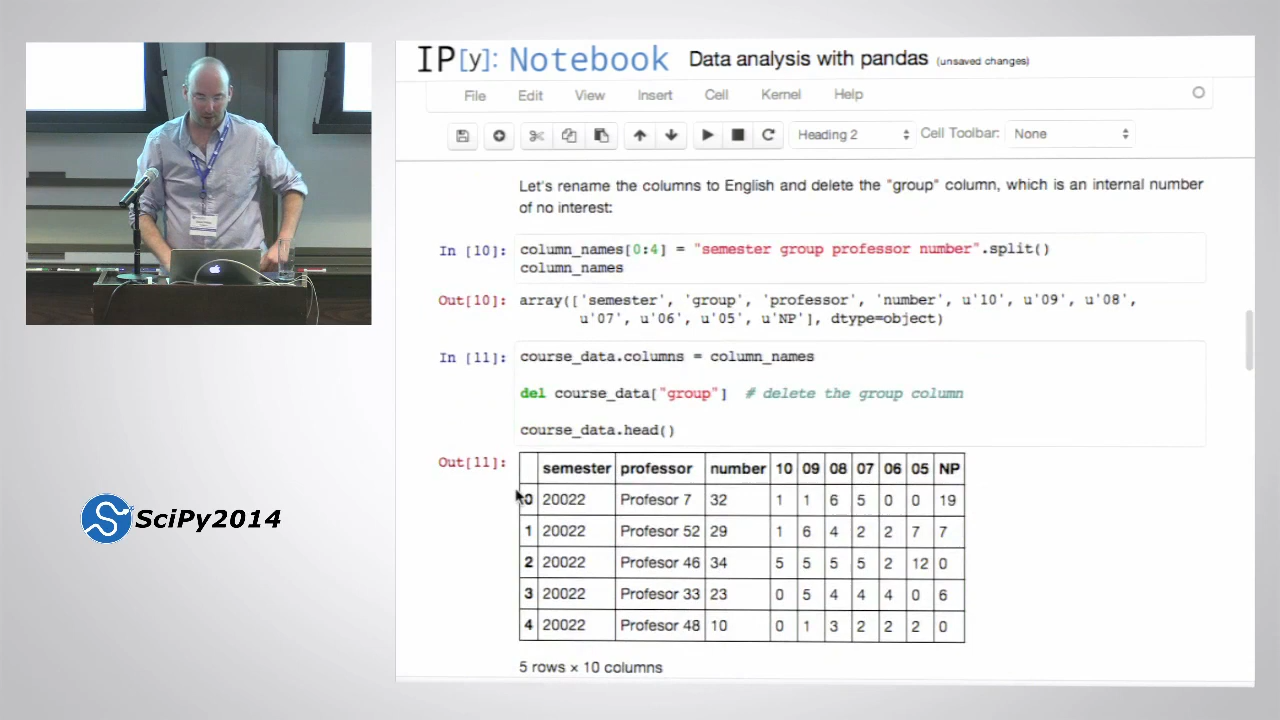 IP[y]: Notebook Data analysis with pandas (unsaved changes)
File Edit View Insert Cell Kernel Help
Heading 2 Cell Toolbar: None
Let's rename the columns to English and delete the "group" column, which is an internal number
of no interest:
In [10]: column_names[0:4] = "semester group professor number".split()
column_names
Out[10]: array(['semester', 'group', 'professor', 'number', u'10', u'09', u'08',
u'07', u'06', u'05', u'NP'], dtype=object)
In [11]: course_data.columns = column_names
del course_data["group"] # delete the group column
course_data.head()
Out[11]:
semester professor number 10 09 08 07 06 05 NP
0 20022 Profesor 7 32 1 1 6 5 0 0 19
1 20022 Profesor 52 29 1 6 4 2 2 7 7
2 20022 Profesor 46 34 5 5 5 5 2 12 0
3 20022 Profesor 33 23 0 5 4 4 4 0 6
4 20022 Profesor 48 10 0 1 3 2 2 2 0
5 rows × 10 columns
SciPy2014